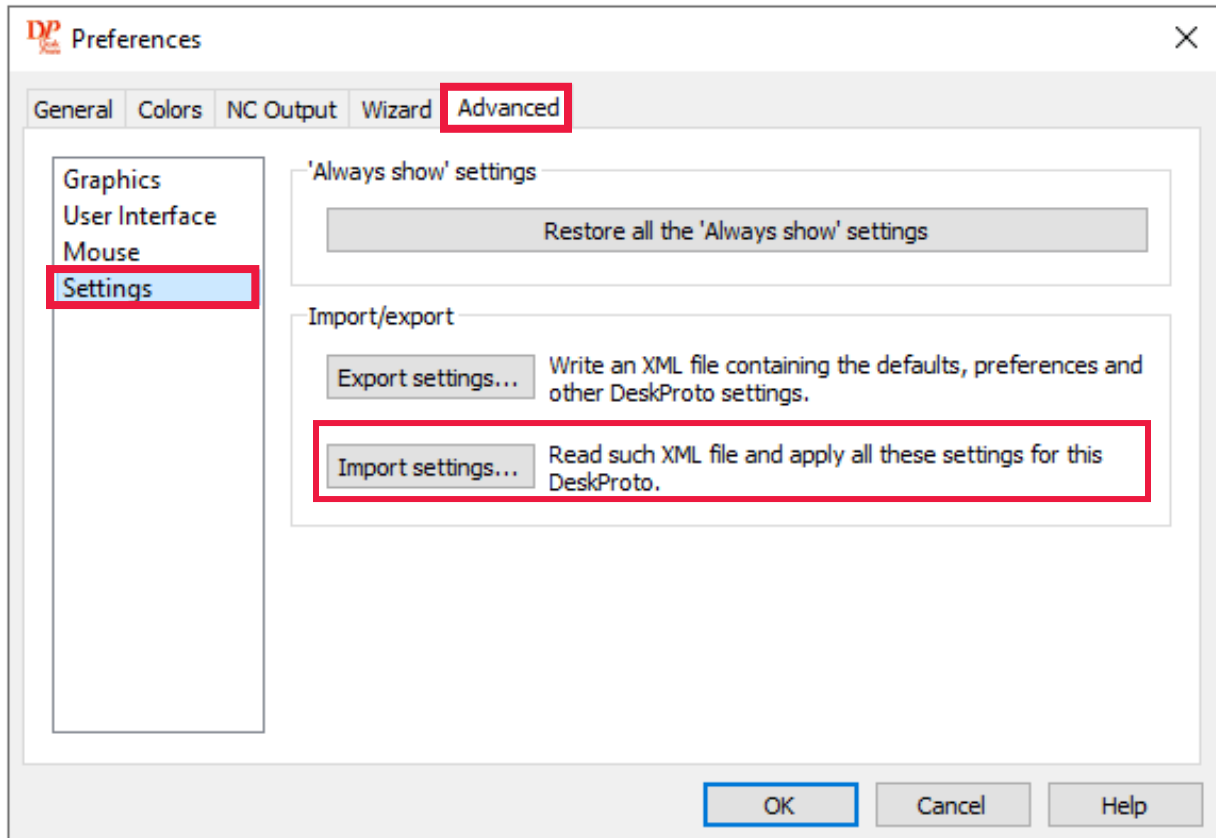 DP Preferences
General Colors NC Output Wizard Advanced
Graphics
User Interface
Mouse
Settings
'Always show' settings
Restore all the 'Always show' settings
Import/export
Export settings...
Write an XML file containing the defaults, preferences and
other DeskProto settings.
Import settings...
Read such XML file and apply all these settings for this
DeskProto.
OK Cancel Help